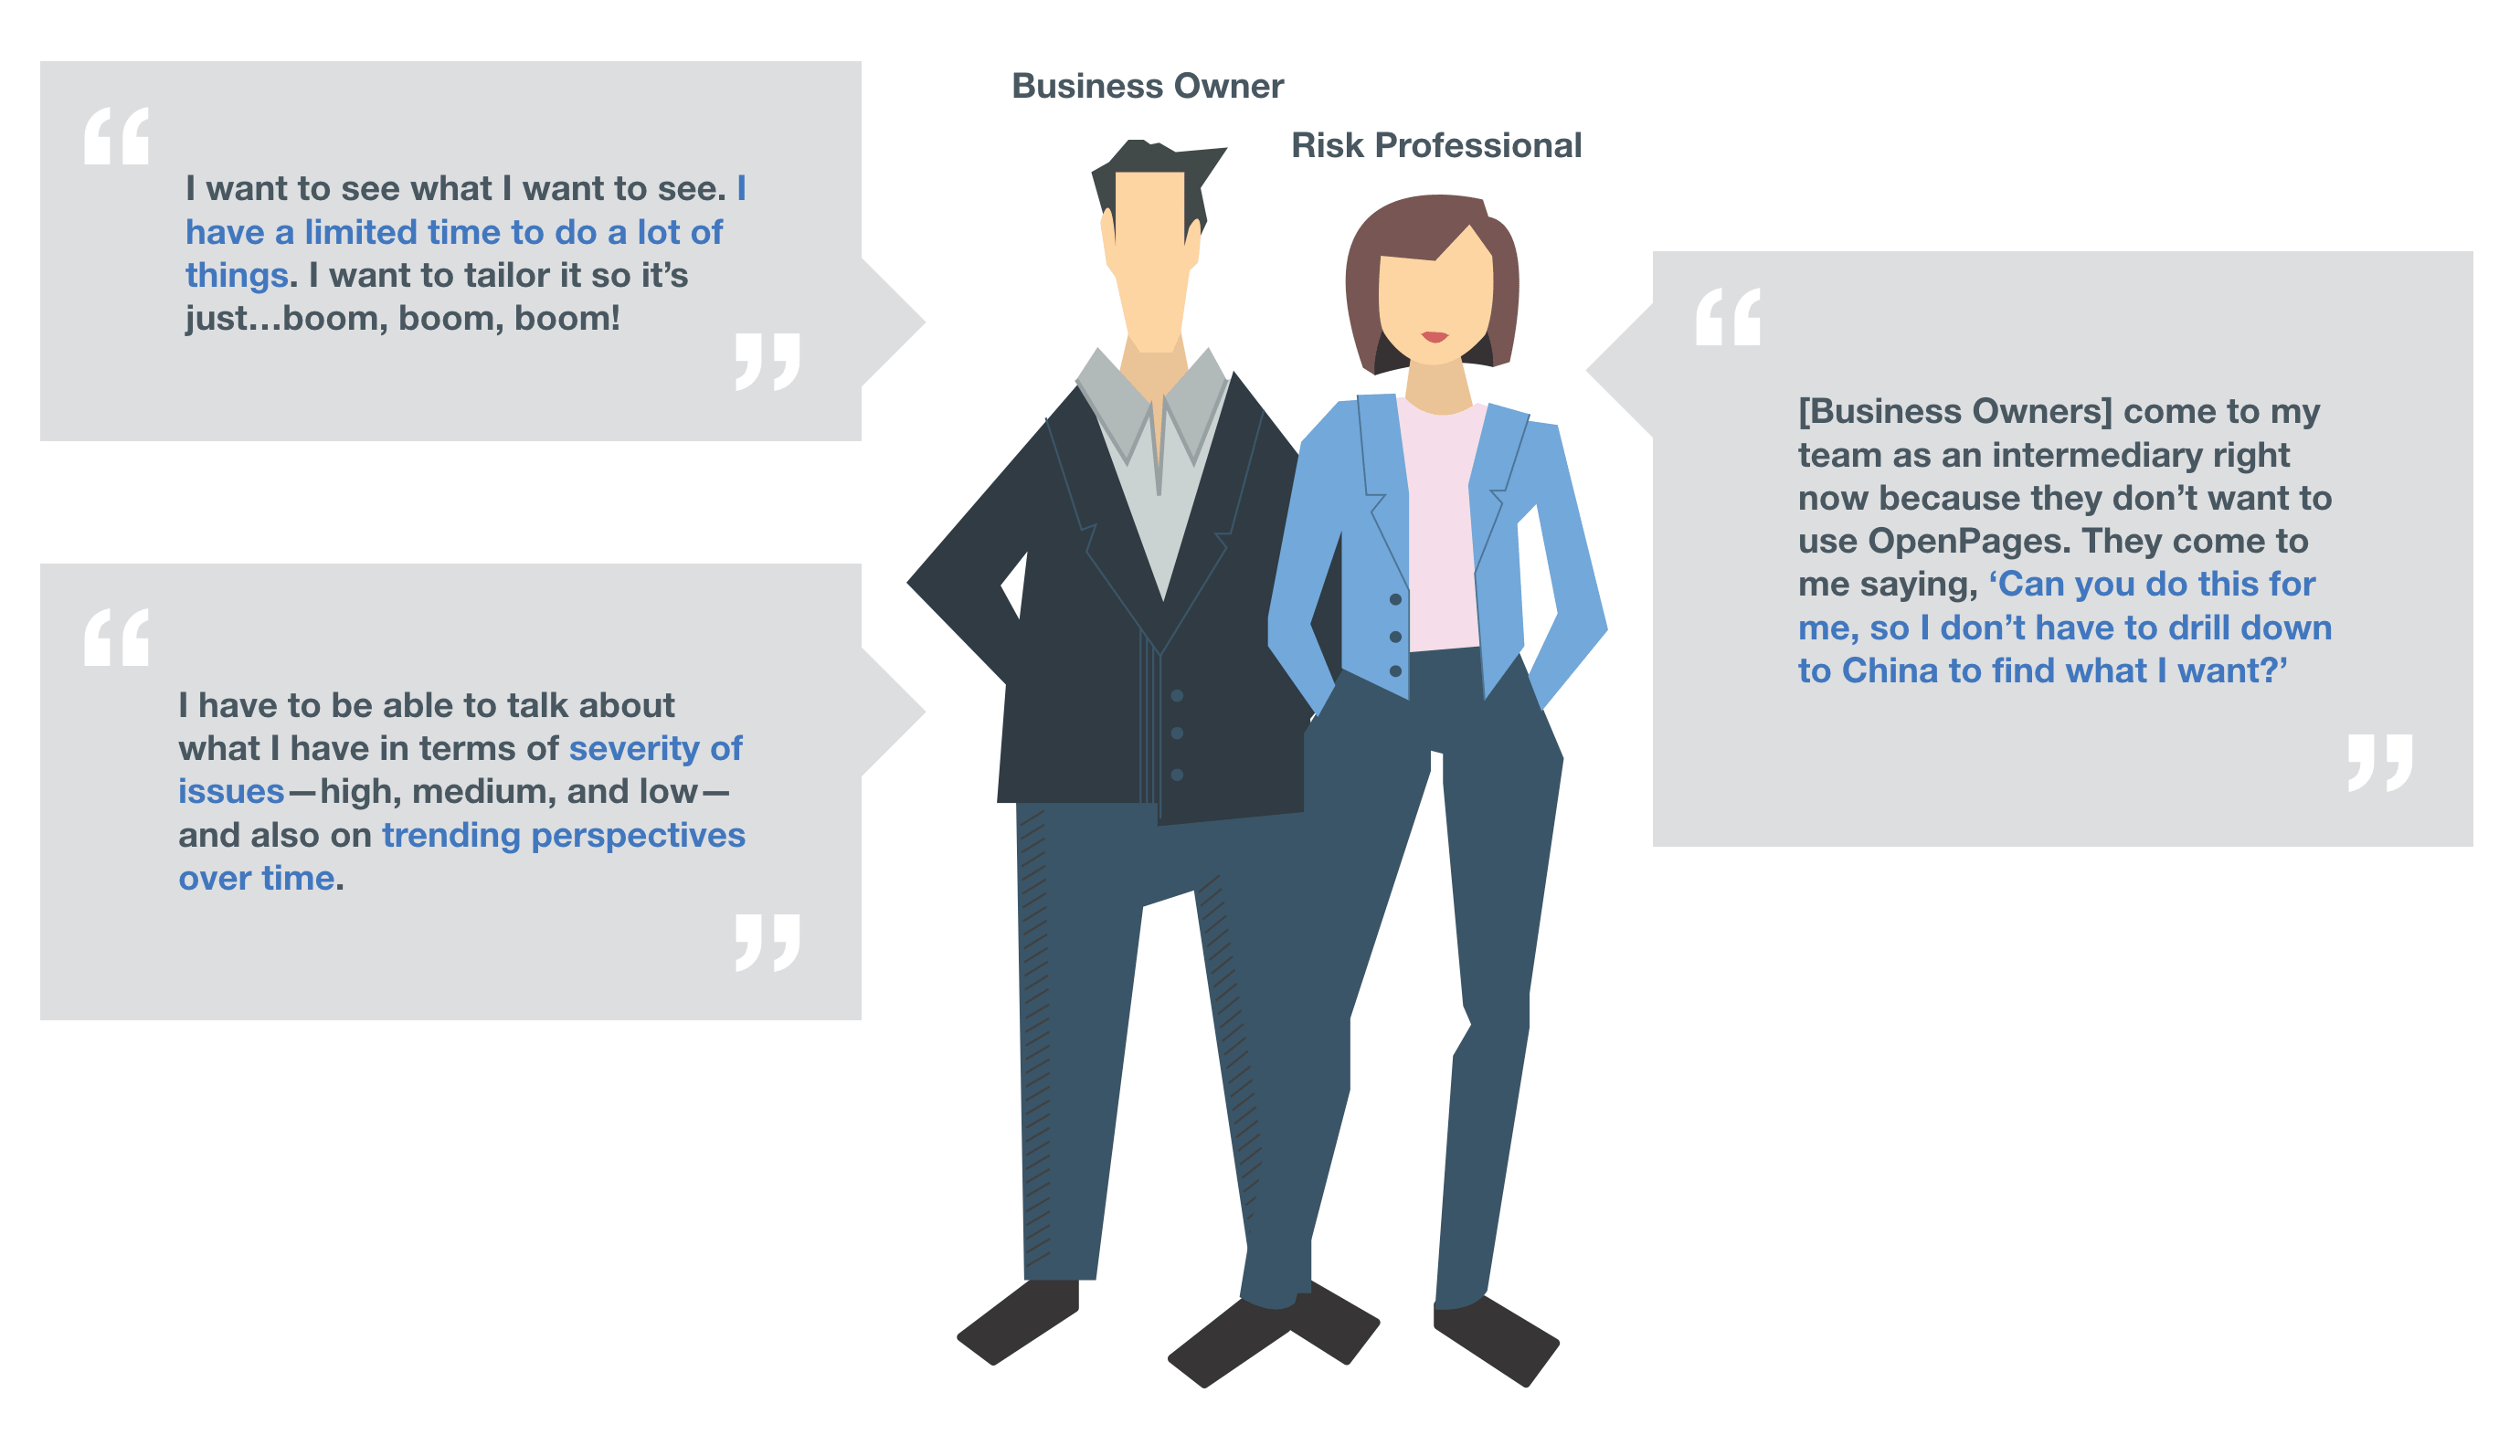 Business Owner
Risk Professional
“
I want to see what I want to see. I
have a limited time to do a lot of
things. I want to tailor it so it’s
just...boom, boom, boom!
”
“
I have to be able to talk about
what I have in terms of severity of
issues—high, medium, and low—
and also on trending perspectives
over time.
”
“
[Business Owners] come to my
team as an intermediary right
now because they don’t want to
use OpenPages. They come to
me saying, ‘Can you do this for
me, so I don’t have to drill down
to China to find what I want?’
”